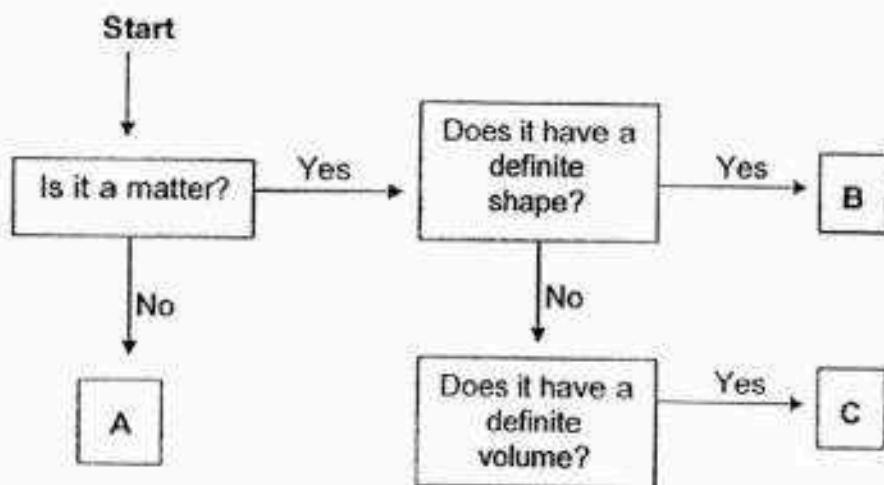 Start
Is it a matter?
Yes
Does it have a
definite
shape?
Yes
B
No
A
No
Does it have a
definite
volume?
Yes
C